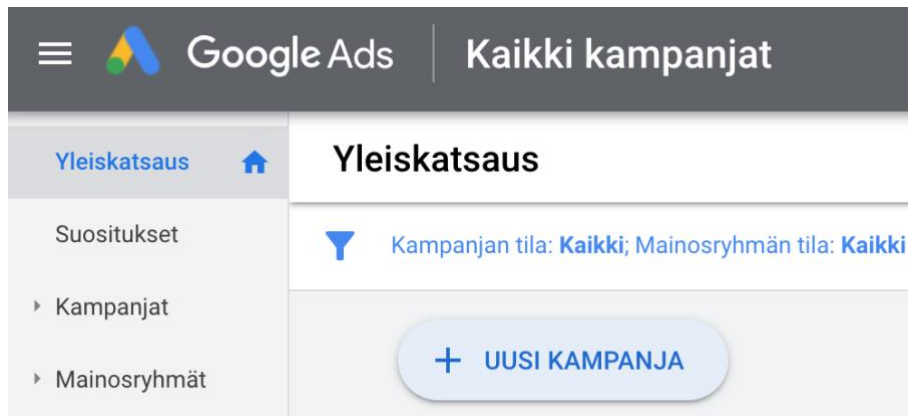 Google Ads Kaikki kampanjat
Yleiskatsaus
Yleiskatsaus
Suositukset
Kampanjan tila: Kaikki; Mainosryhmän tila: Kaikki
Kampanjat
+ UUSI KAMPANJA
Mainosryhmät